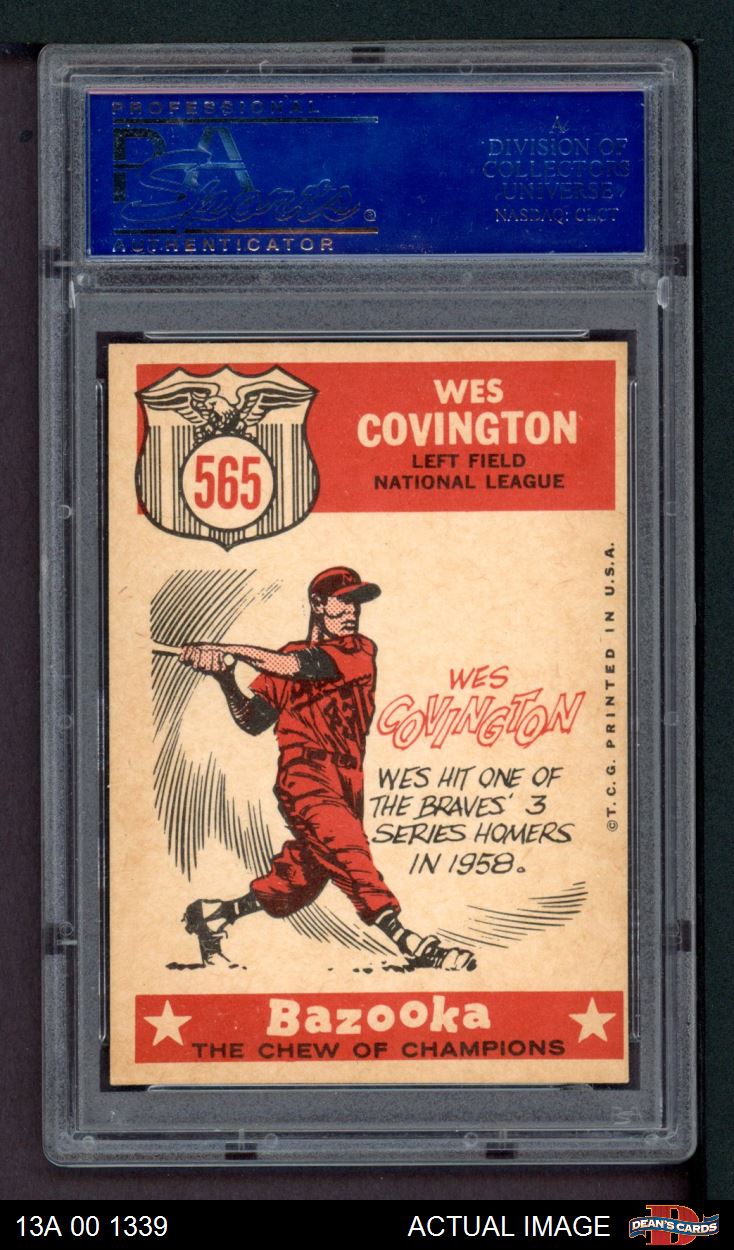 PROFESSIONAL
PSA
Sports®
AUTHENTICATOR
A
DIVISION OF
COLLECTORS
UNIVERSE
NASDAQ: CLCT
565
WES
COVINGTON
LEFT FIELD
NATIONAL LEAGUE
WES
COVINGTON
WES HIT ONE OF
THE BRAVES' 3
SERIES HOMERS
IN 1958.
©T.C.G. PRINTED IN U.S.A.
Bazooka
THE CHEW OF CHAMPIONS
13A 00 1339
ACTUAL IMAGE
DEAN'S CARDS